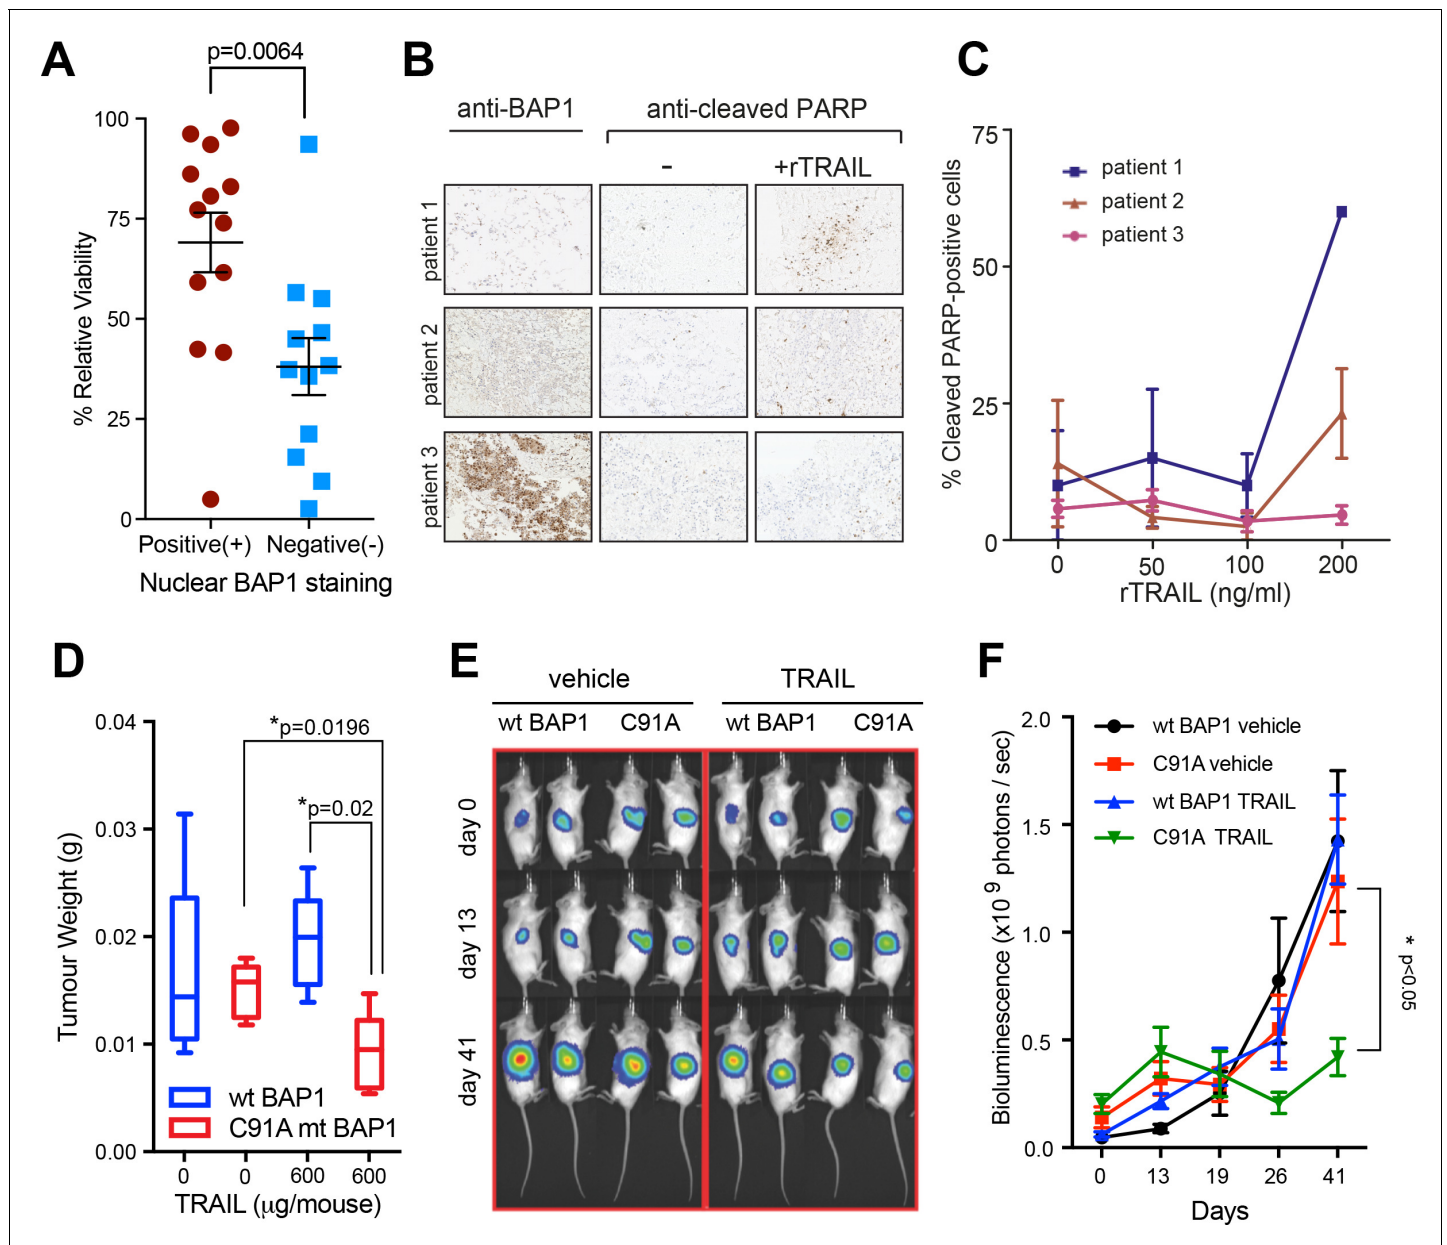 A
p=0.0064
100
75
50
25
0
% Relative Viability
Positive(+) Negative(-)
Nuclear BAP1 staining
B
anti-BAP1 anti-cleaved PARP
- +rTRAIL
patient 1
patient 2
patient 3
C
75
50
25
0
% Cleaved PARP-positive cells
patient 1
patient 2
patient 3
0 50 100 200
rTRAIL (ng/ml)
D
*p=0.0196
*p=0.02
0.04
0.03
0.02
0.01
0.00
Tumour Weight (g)
wt BAP1
C91A mt BAP1
0 0 600 600
TRAIL (μg/mouse)
E
vehicle TRAIL
wt BAP1 C91A wt BAP1 C91A
day 0
day 13
day 41
F
2.0
1.5
1.0
0.5
0.0
Bioluminescence (x10 9 photons / sec)
wt BAP1 vehicle
C91A vehicle
wt BAP1 TRAIL
C91A TRAIL
* p<0.05
0 13 19 26 41
Days